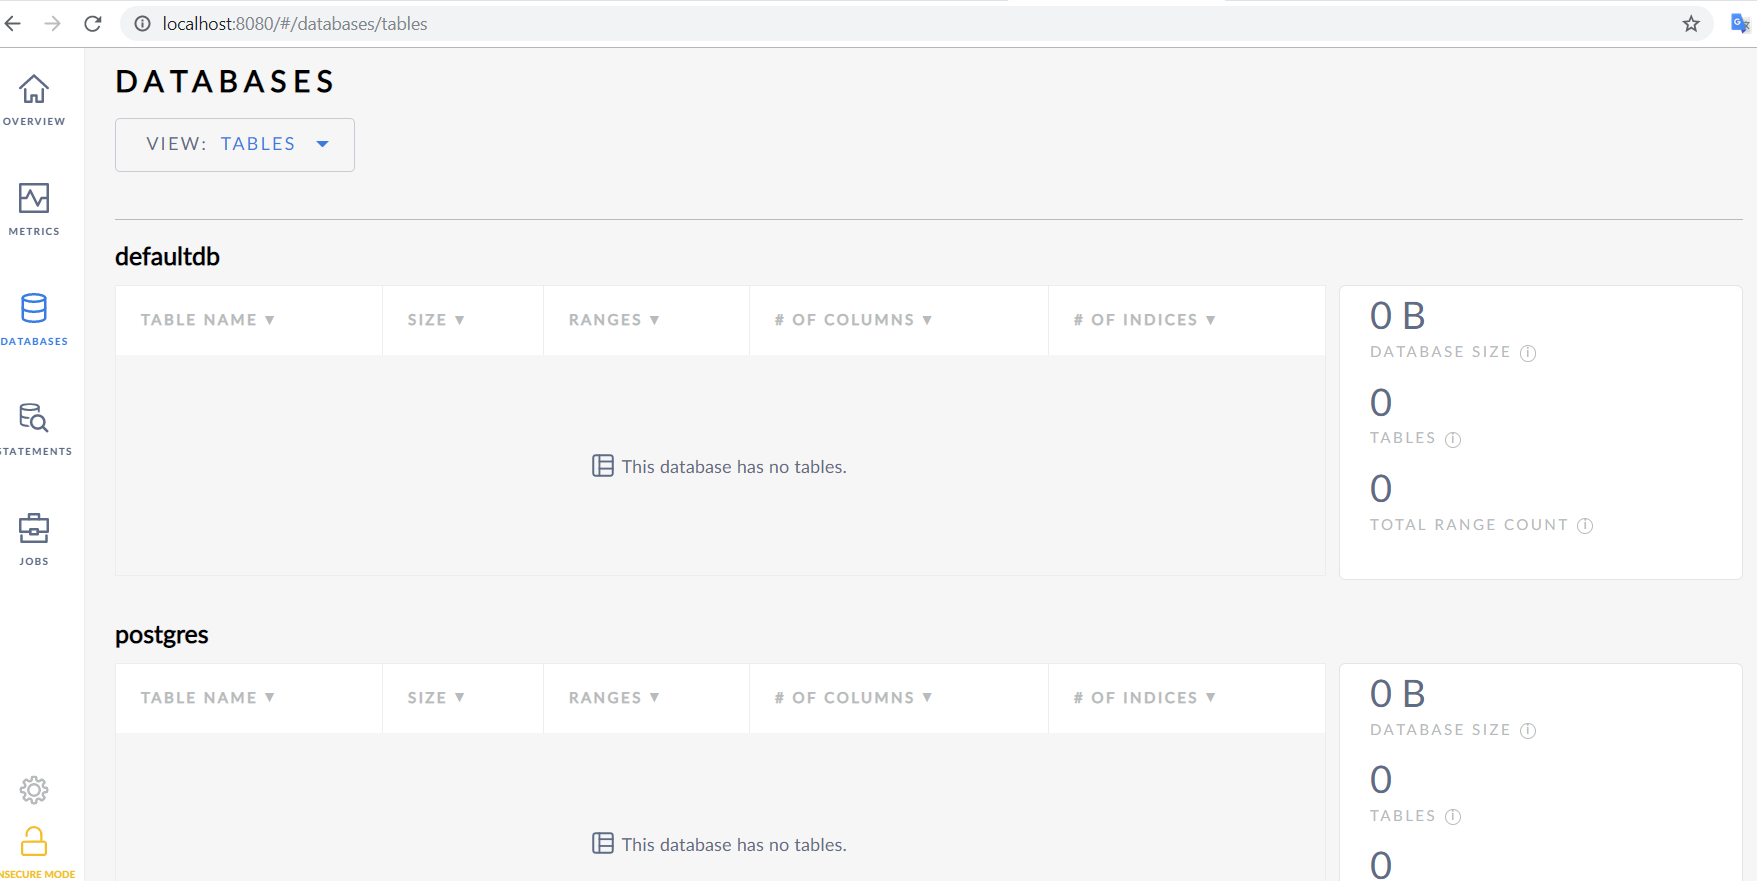 localhost:8080/#/databases/tables
DATABASES
VIEW: TABLES
OVERVIEW
METRICS
DATABASES
STATEMENTS
JOBS
INSECURE MODE
defaultdb
TABLE NAME ▼ SIZE ▼ RANGES ▼ # OF COLUMNS ▼ # OF INDICES ▼
This database has no tables.
0 B
DATABASE SIZE
0
TABLES
0
TOTAL RANGE COUNT
postgres
TABLE NAME ▼ SIZE ▼ RANGES ▼ # OF COLUMNS ▼ # OF INDICES ▼
This database has no tables.
0 B
DATABASE SIZE
0
TABLES
0